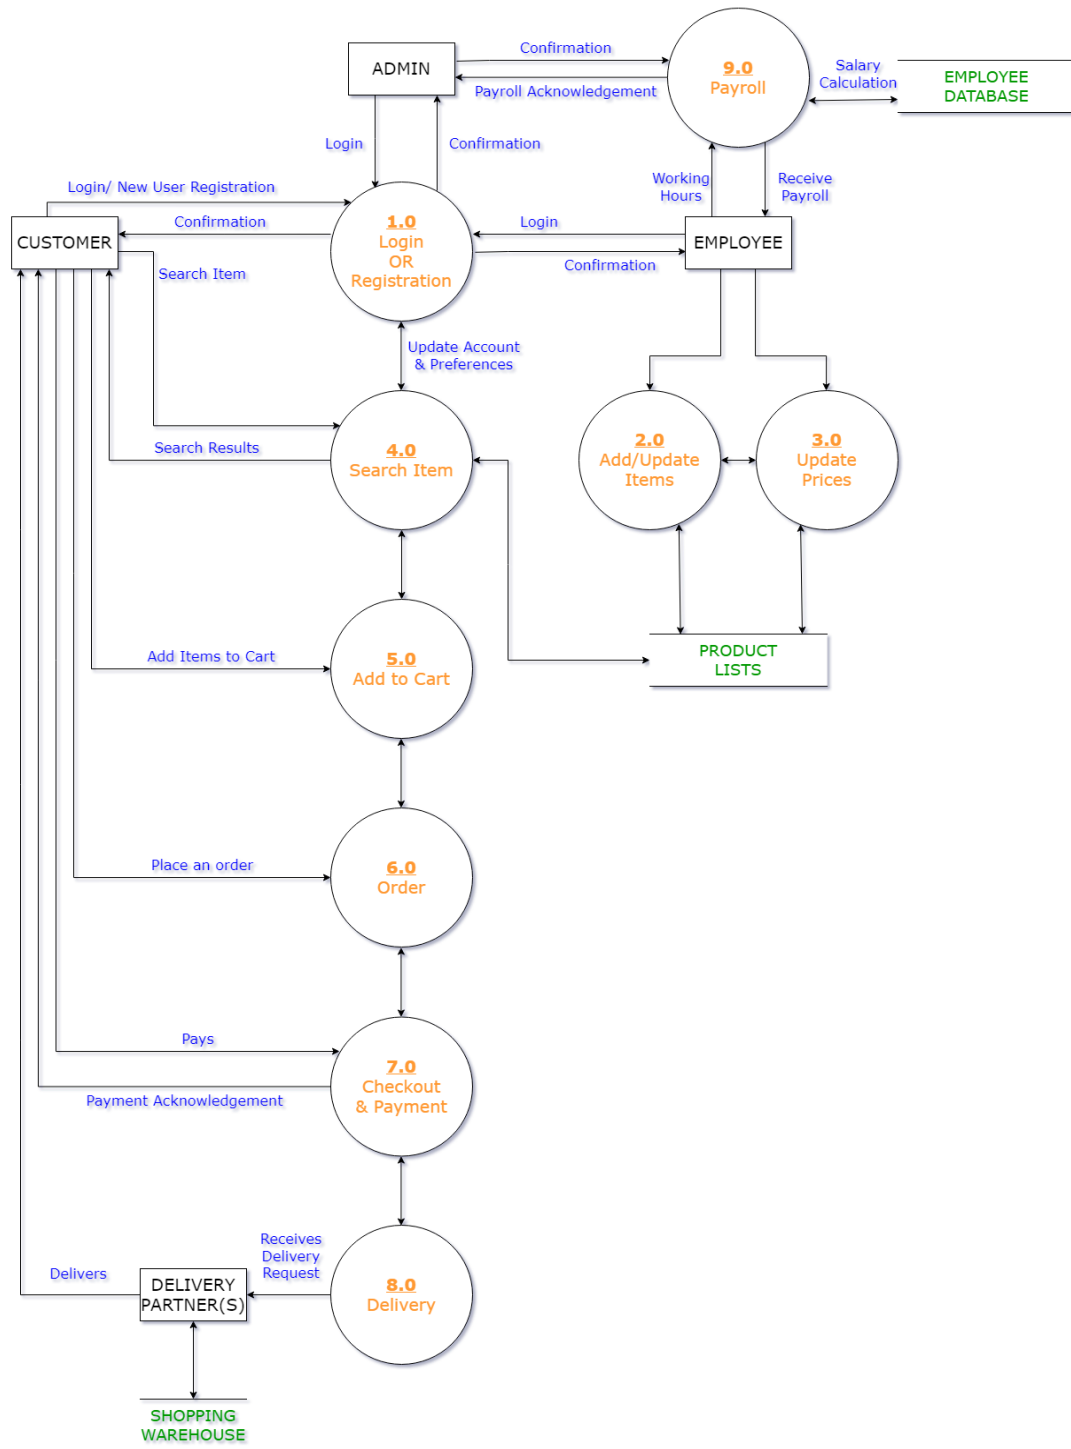 Confirmation
ADMIN
9.0
Payroll
Salary
Calculation
EMPLOYEE
DATABASE
Payroll Acknowledgement
Login
Confirmation
Login/ New User Registration
Working
Hours
Receive
Payroll
Confirmation
1.0
Login
OR
Registration
Login
CUSTOMER
EMPLOYEE
Confirmation
Search Item
Update Account
& Preferences
Search Results
4.0
Search Item
2.0
Add/Update
Items
3.0
Update
Prices
Add Items to Cart
5.0
Add to Cart
PRODUCT
LISTS
Place an order
6.0
Order
Pays
7.0
Checkout
& Payment
Payment Acknowledgement
Receives
Delivery
Request
Delivers
DELIVERY
PARTNER(S)
8.0
Delivery
SHOPPING
WAREHOUSE